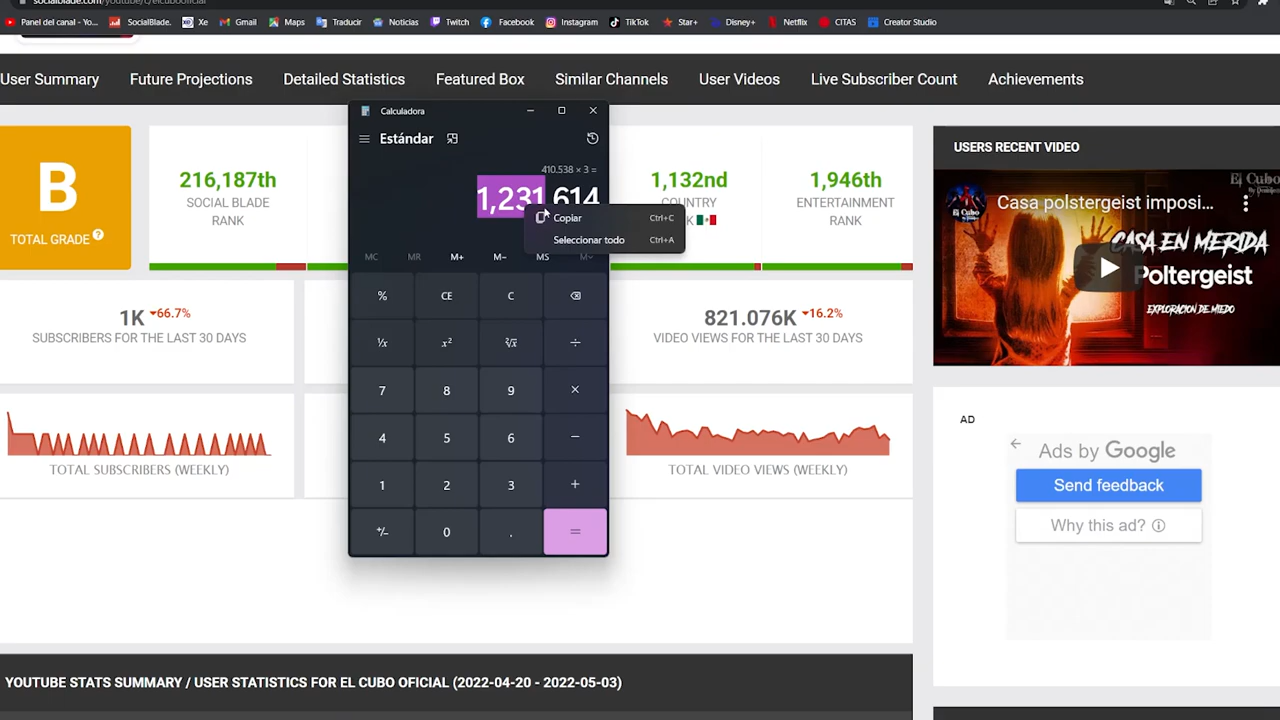 socialblade.com/youtube/c/elcubooficial
Panel del canal - Yo... SocialBlade. Xe Gmail Maps Traducir Noticias Twitch Facebook Instagram TikTok Star+ Disney+ Netflix CITAS Creator Studio
User Summary Future Projections Detailed Statistics Featured Box Similar Channels User Videos Live Subscriber Count Achievements
B
TOTAL GRADE ?
216,187th
SOCIAL BLADE
RANK
1,132nd
COUNTRY
1,946th
ENTERTAINMENT
RANK
1K 66.7%
SUBSCRIBERS FOR THE LAST 30 DAYS
821.076K 16.2%
VIDEO VIEWS FOR THE LAST 30 DAYS
TOTAL SUBSCRIBERS (WEEKLY)
TOTAL VIDEO VIEWS (WEEKLY)
Calculadora
Estándar
410.538 × 3 =
1,231.614
Copiar Ctrl+C
Seleccionar todo Ctrl+A
MC MR M+ M− MS M
% CE C
¹/x x² ²√x ÷
7 8 9 ×
4 5 6 −
1 2 3 +
+/− 0 . =
USERS RECENT VIDEO
El Cubo
Casa polstergeist imposi...
CASA EN MERIDA
Poltergeist
EXPLORACION DE MIEDO
AD
Ads by Google
Send feedback
Why this ad?
YOUTUBE STATS SUMMARY / USER STATISTICS FOR EL CUBO OFICIAL (2022-04-20 - 2022-05-03)